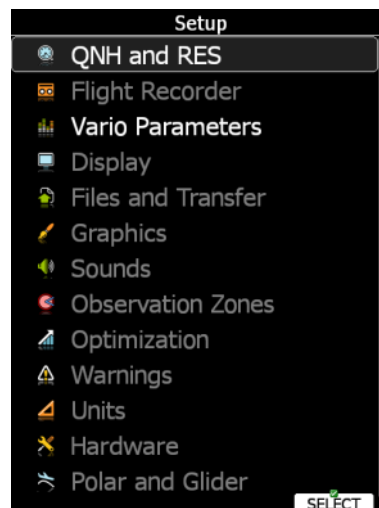 Setup
QNH and RES
Flight Recorder
Vario Parameters
Display
Files and Transfer
Graphics
Sounds
Observation Zones
Optimization
Warnings
Units
Hardware
Polar and Glider
SELECT